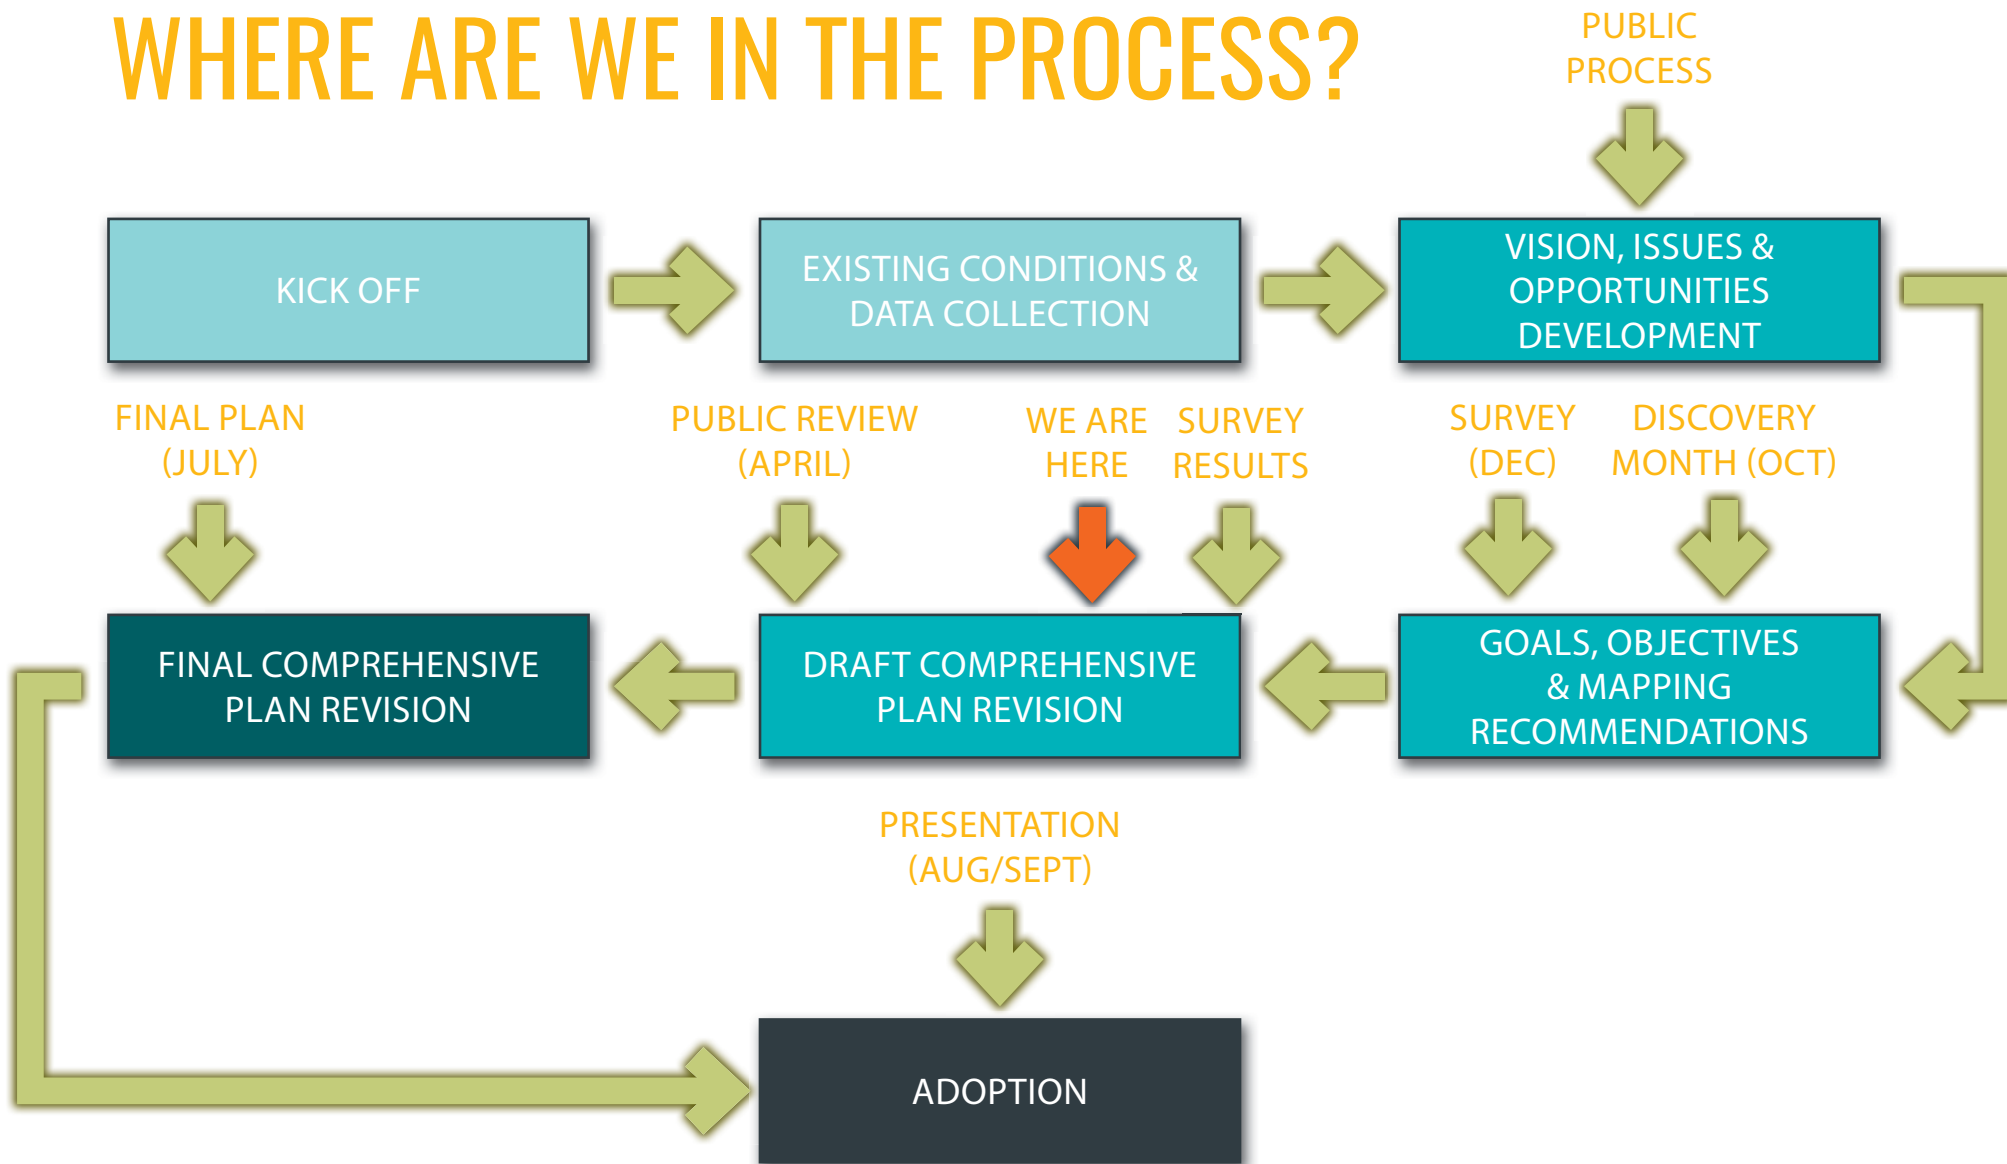 WHERE ARE WE IN THE PROCESS?
PUBLIC
PROCESS
KICK OFF
EXISTING CONDITIONS &
DATA COLLECTION
VISION, ISSUES &
OPPORTUNITIES
DEVELOPMENT
FINAL PLAN
(JULY)
PUBLIC REVIEW
(APRIL)
WE ARE
HERE
SURVEY
RESULTS
SURVEY
(DEC)
DISCOVERY
MONTH (OCT)
FINAL COMPREHENSIVE
PLAN REVISION
DRAFT COMPREHENSIVE
PLAN REVISION
GOALS, OBJECTIVES
& MAPPING
RECOMMENDATIONS
PRESENTATION
(AUG/SEPT)
ADOPTION